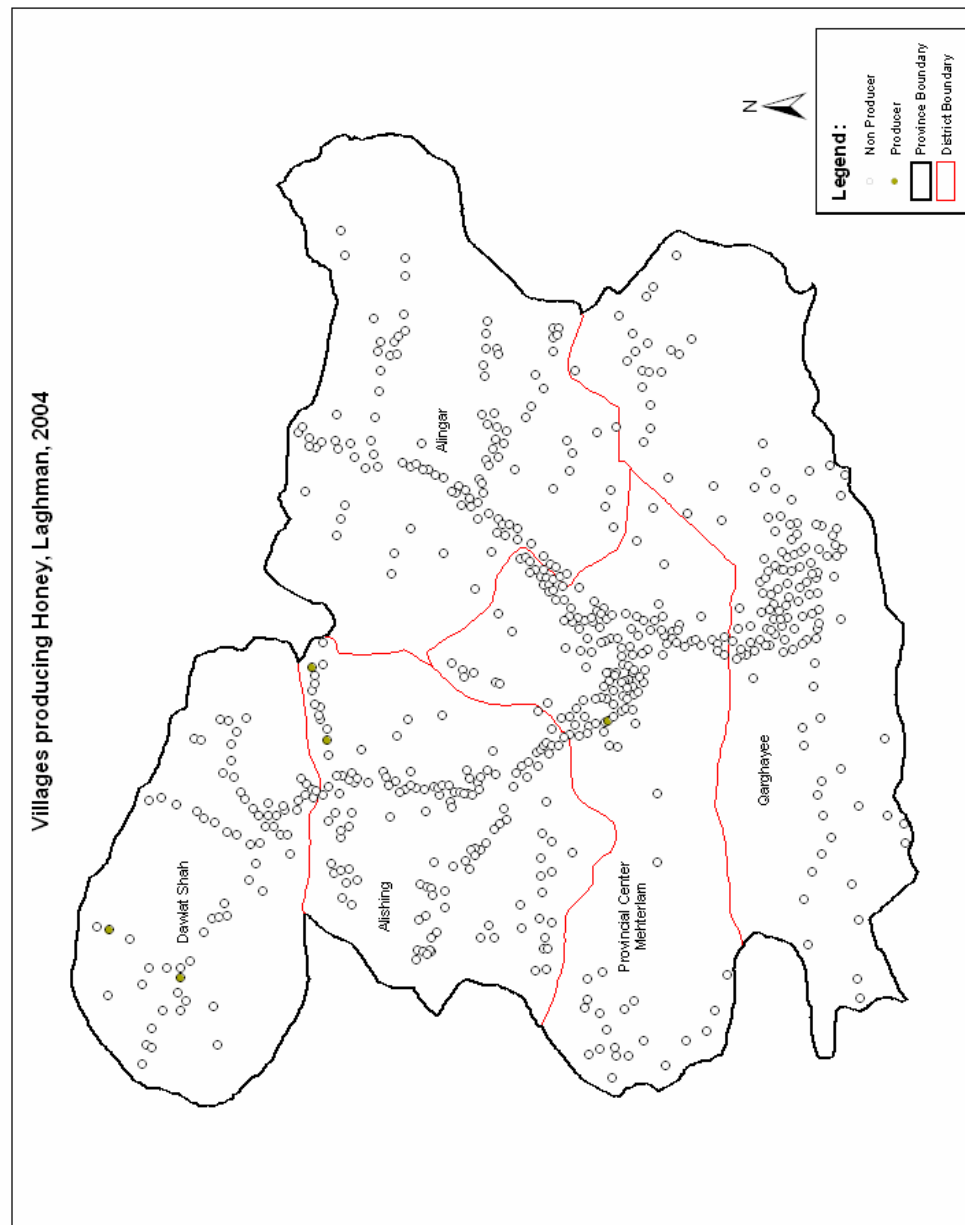 Villages producing Honey, Laghman, 2004
N
Dawlat Shah
Alingar
Alishing
Provincial Center
Mehterlam
Qarghayee
Legend :
Non Producer
Producer
Province Boundary
District Boundary